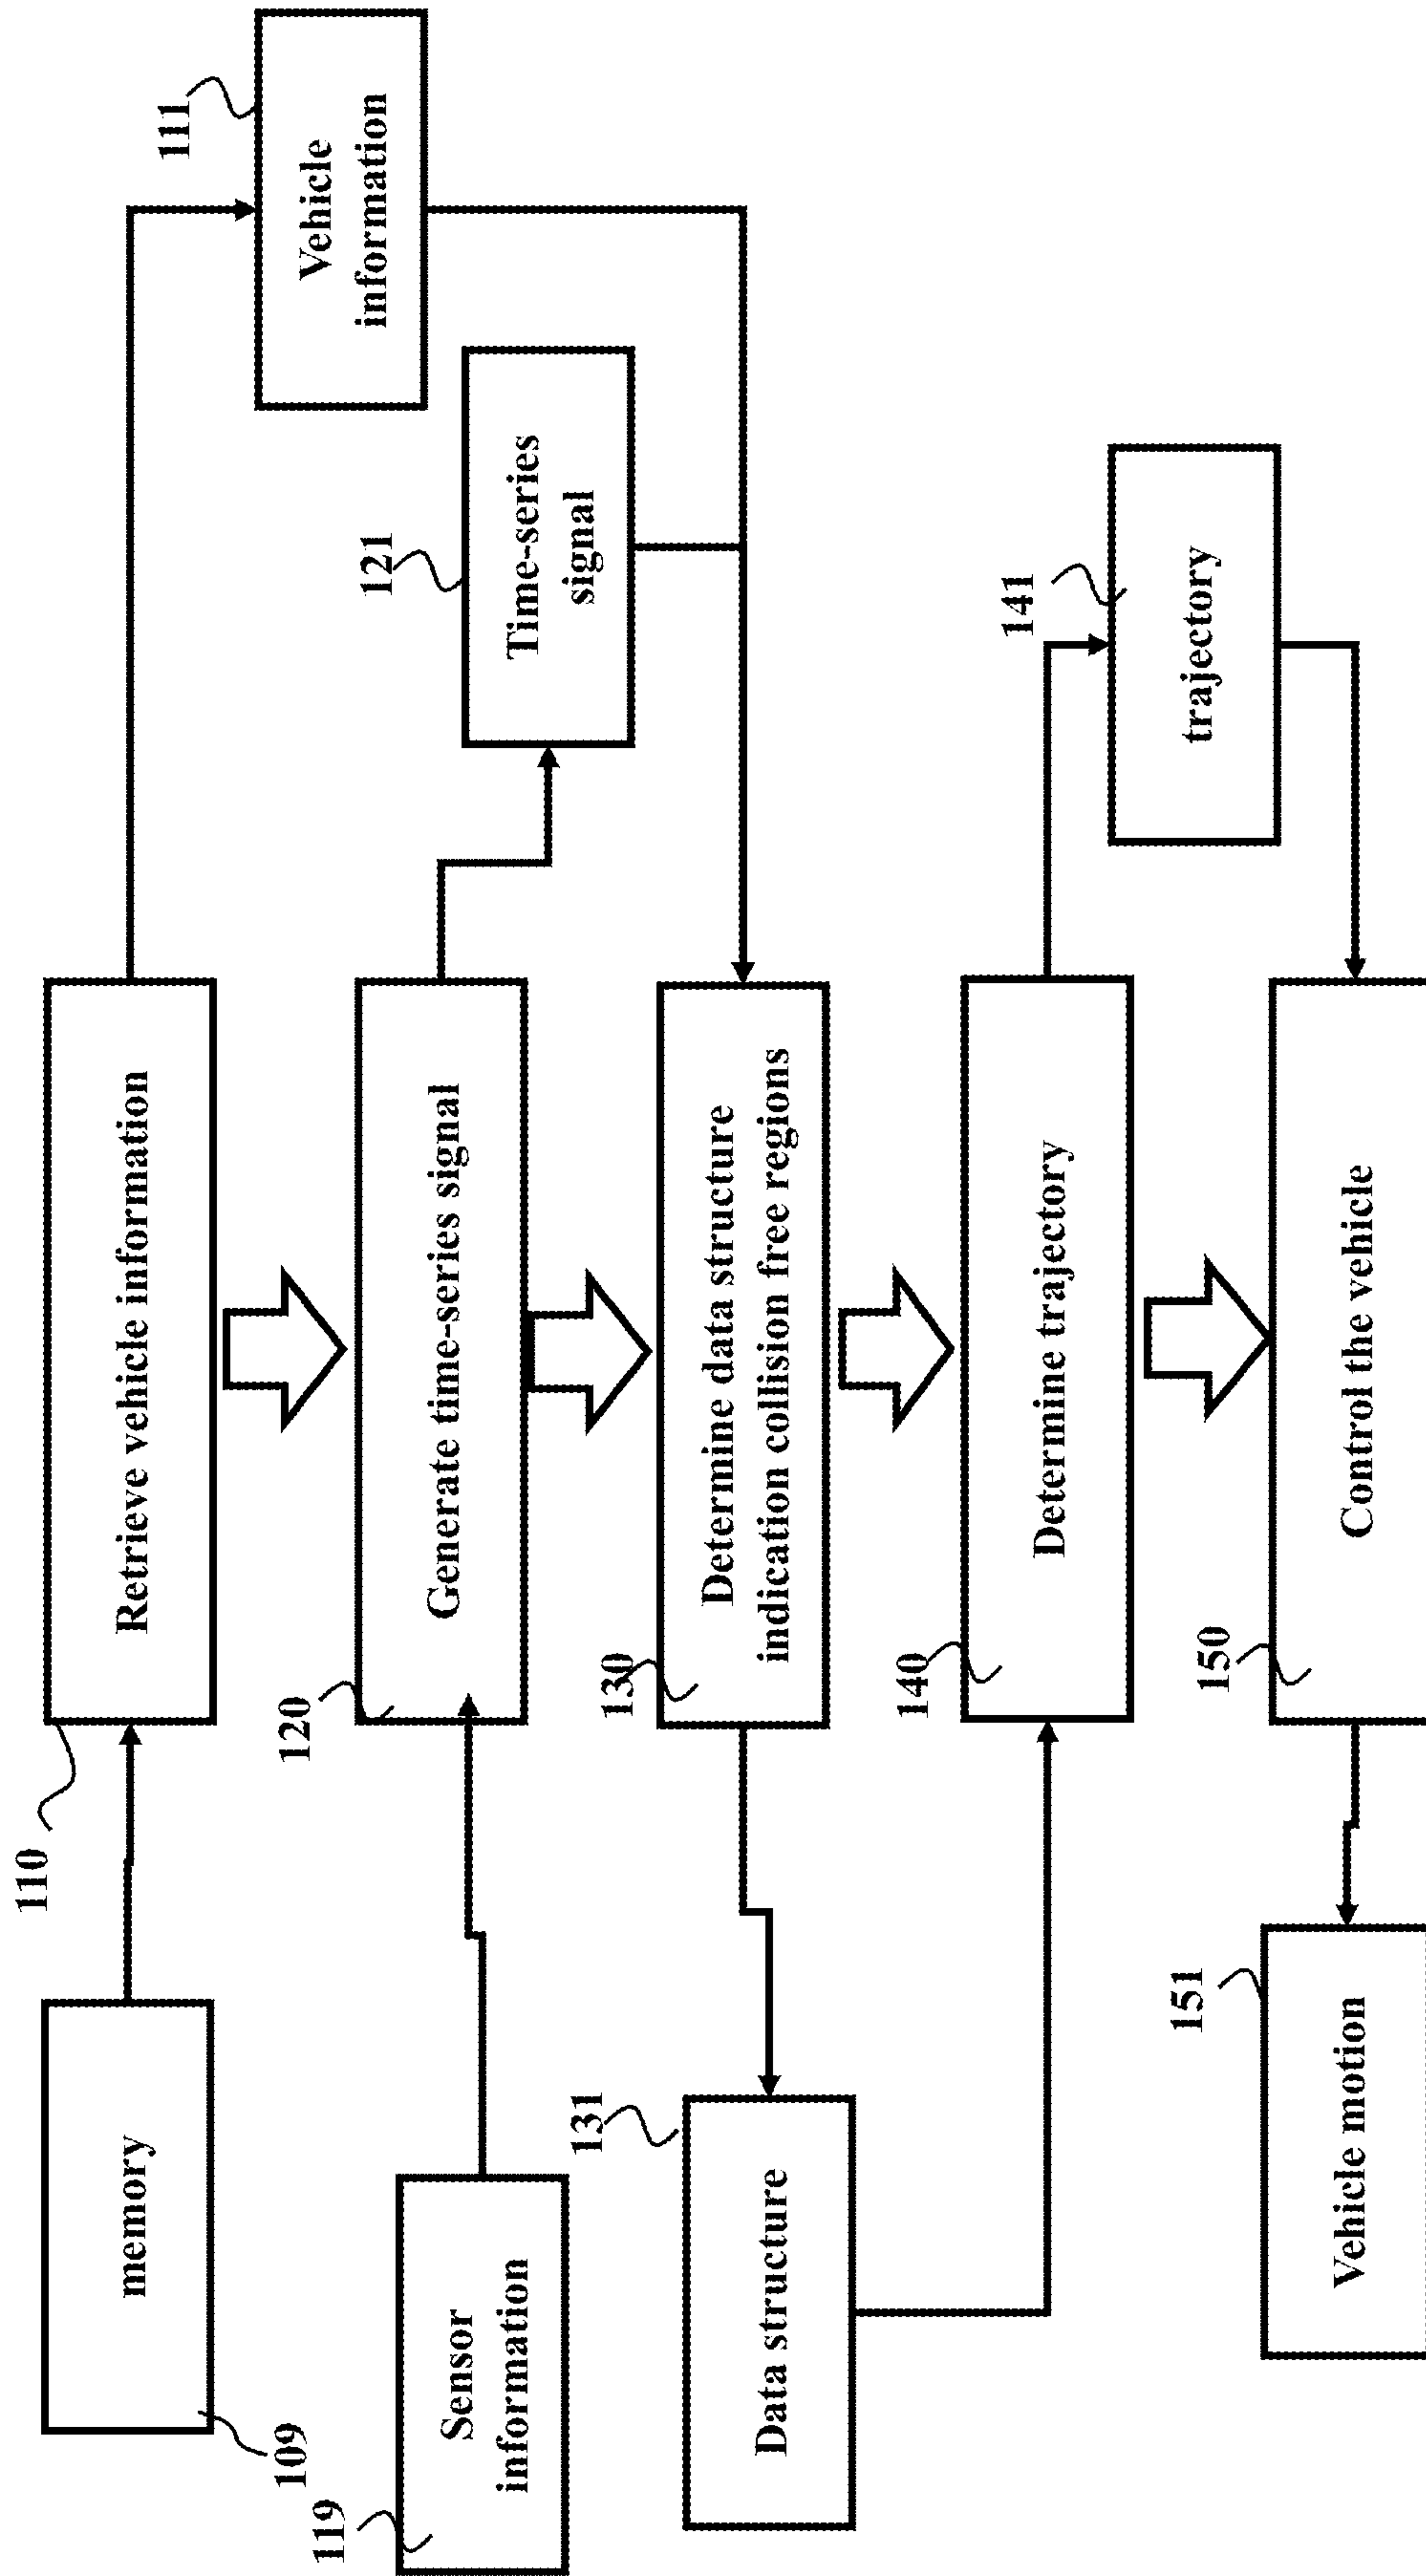 110
Retrieve vehicle information
memory
109
111
Vehicle
information
120
Generate time-series signal
Sensor
information
119
121
Time-series
signal
130
Determine data structure
indication collision free regions
131
Data structure
140
Determine trajectory
141
trajectory
150
Control the vehicle
151
Vehicle motion